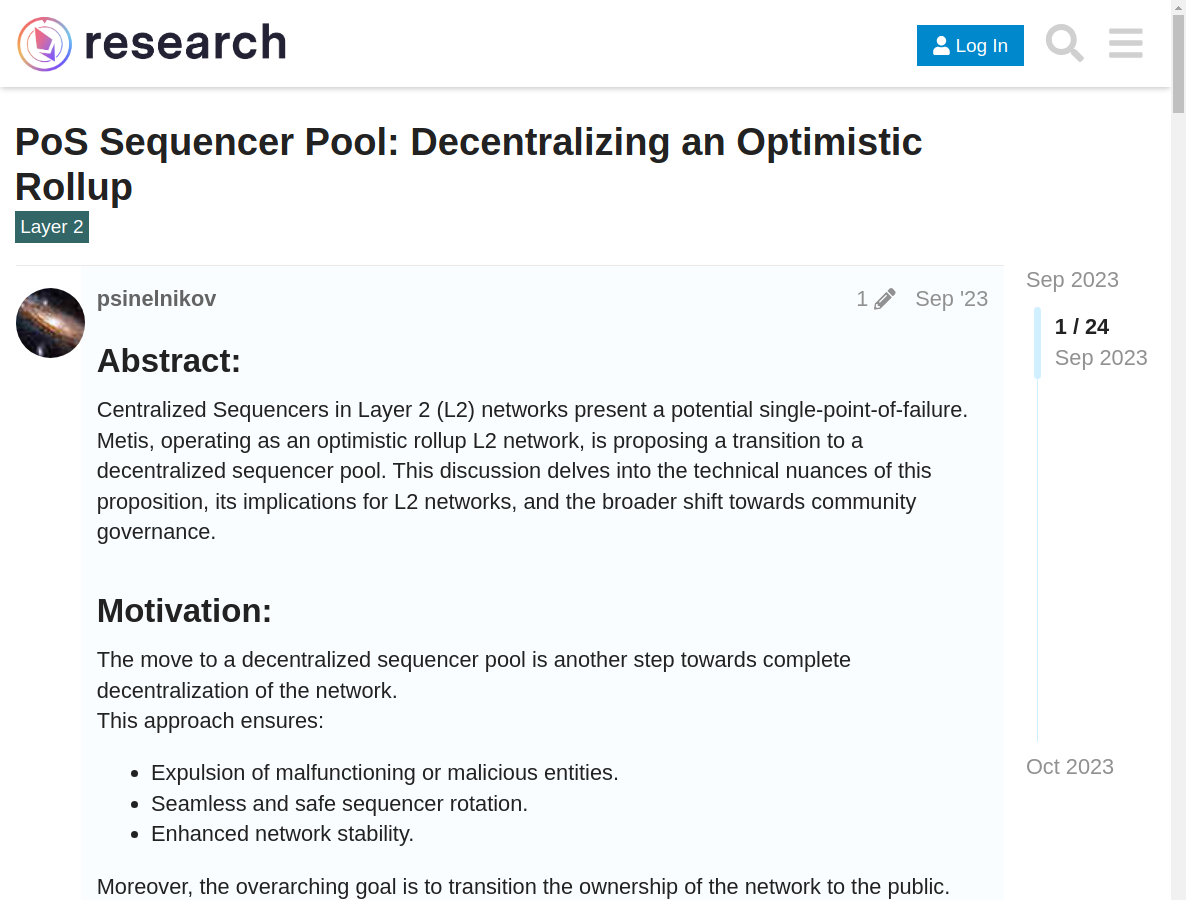 research
Log In
PoS Sequencer Pool: Decentralizing an Optimistic
Rollup
Layer 2
psinelnikov
1
Sep '23
Sep 2023
1 / 24
Sep 2023
Abstract:
Centralized Sequencers in Layer 2 (L2) networks present a potential single-point-of-failure.
Metis, operating as an optimistic rollup L2 network, is proposing a transition to a
decentralized sequencer pool. This discussion delves into the technical nuances of this
proposition, its implications for L2 networks, and the broader shift towards community
governance.
Motivation:
The move to a decentralized sequencer pool is another step towards complete
decentralization of the network.
This approach ensures:
Expulsion of malfunctioning or malicious entities.
Seamless and safe sequencer rotation.
Enhanced network stability.
Moreover, the overarching goal is to transition the ownership of the network to the public.
Oct 2023